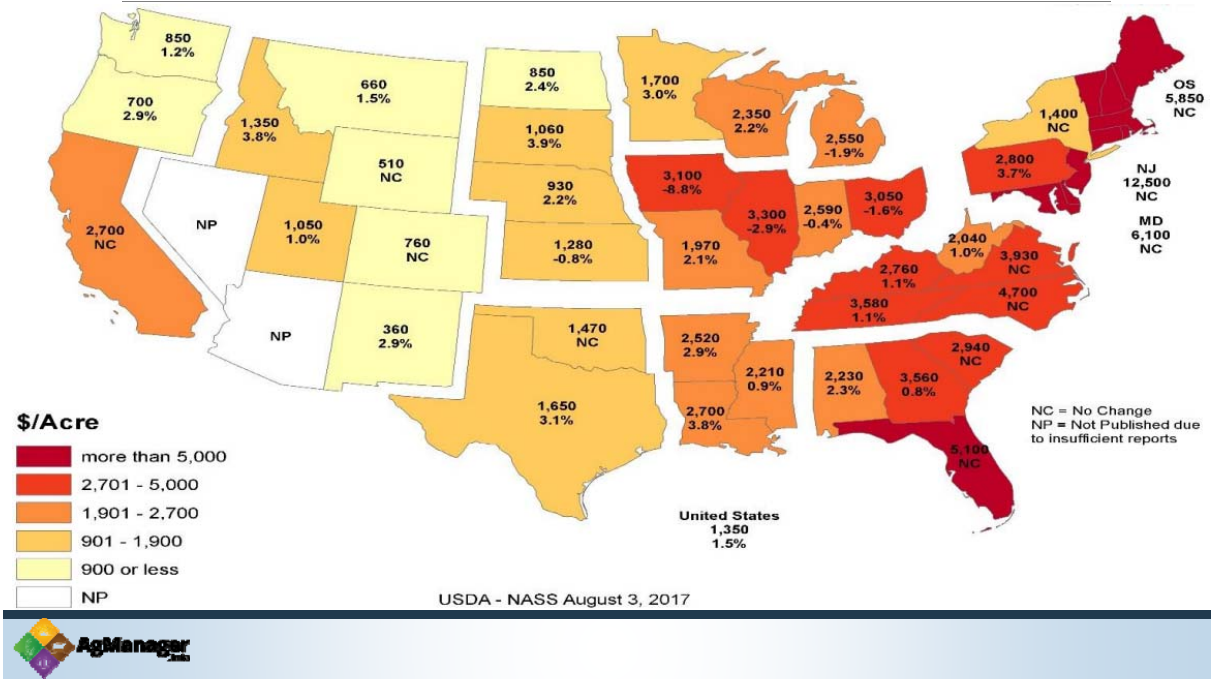 850
1.2%
700
2.9%
2,700
NC
NP
1,350
3.8%
660
1.5%
510
NC
1,050
1.0%
760
NC
NP
360
2.9%
850
2.4%
1,060
3.9%
930
2.2%
1,280
-0.8%
1,470
NC
1,650
3.1%
1,700
3.0%
3,100
-8.8%
1,970
2.1%
2,520
2.9%
2,700
3.8%
2,350
2.2%
2,550
-1.9%
3,300
-2.9%
2,590
-0.4%
3,050
-1.6%
2,760
1.1%
3,580
1.1%
2,210
0.9%
2,230
2.3%
3,560
0.8%
5,100
NC
2,940
NC
4,700
NC
3,930
NC
2,040
1.0%
2,800
3.7%
1,400
NC
OS
5,850
NC
NJ
12,500
NC
MD
6,100
NC
NC = No Change
NP = Not Published due
to insufficient reports
United States
1,350
1.5%
$/Acre
more than 5,000
2,701 - 5,000
1,901 - 2,700
901 - 1,900
900 or less
NP
USDA - NASS August 3, 2017
AgManager
.info